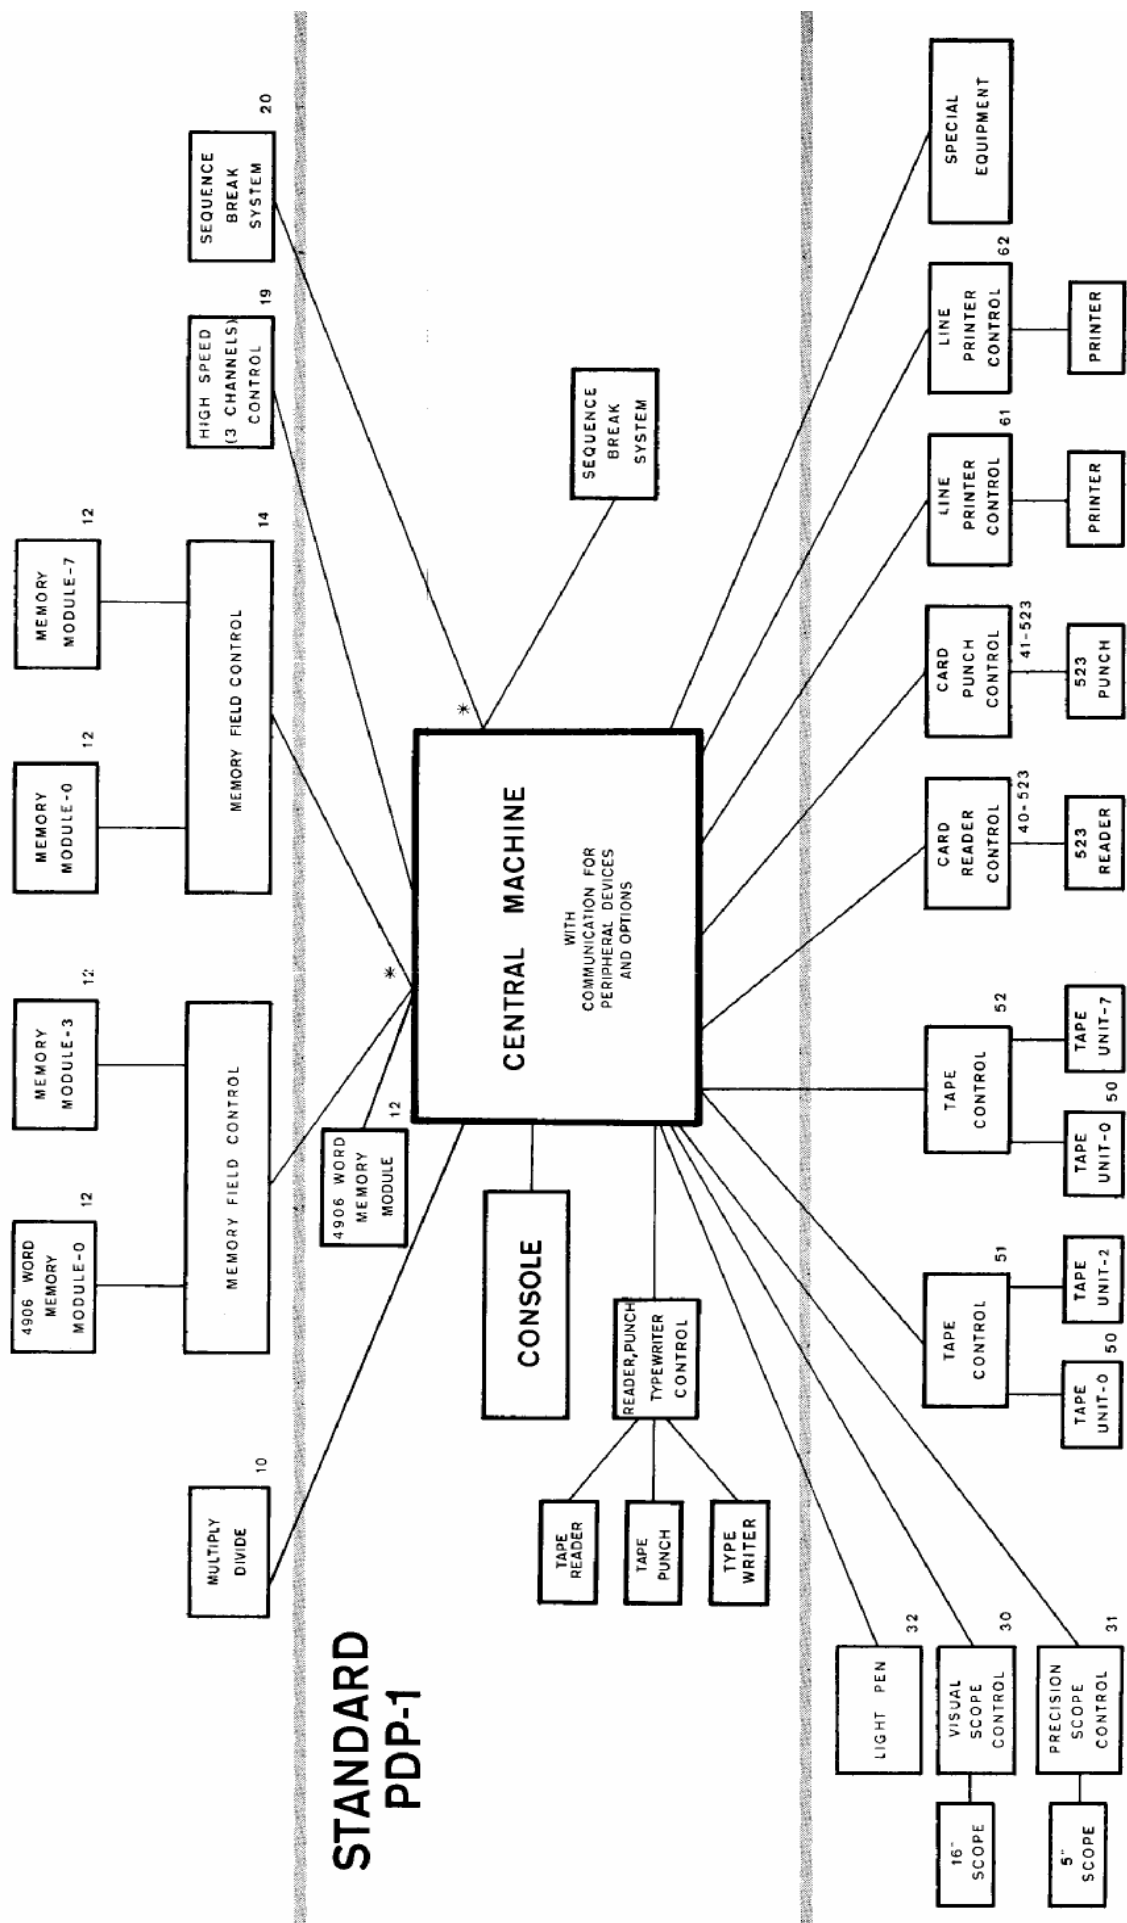 4906 WORD
MEMORY
MODULE-0
12
MEMORY
MODULE-3
12
MEMORY
MODULE-0
12
MEMORY
MODULE-7
12
MULTIPLY
DIVIDE
10
MEMORY FIELD CONTROL
MEMORY FIELD CONTROL
14
HIGH SPEED
(3 CHANNELS)
CONTROL
19
SEQUENCE
BREAK
SYSTEM
20
STANDARD
PDP-1
4906 WORD
MEMORY
MODULE
12
*
*
CENTRAL MACHINE
WITH
COMMUNICATION FOR
PERIPHERAL DEVICES
AND OPTIONS
CONSOLE
SEQUENCE
BREAK
SYSTEM
READER,PUNCH
TYPEWRITER
CONTROL
TAPE
READER
TAPE
PUNCH
TYPE
WRITER
LIGHT PEN
32
16"
SCOPE
VISUAL
SCOPE
CONTROL
30
5"
SCOPE
PRECISION
SCOPE
CONTROL
31
TAPE
CONTROL
51
TAPE
UNIT-0
50
TAPE
UNIT-2
TAPE
CONTROL
52
TAPE
UNIT-0
50
TAPE
UNIT-7
CARD
READER
CONTROL
40-523
523
READER
CARD
PUNCH
CONTROL
41-523
523
PUNCH
LINE
PRINTER
CONTROL
61
PRINTER
LINE
PRINTER
CONTROL
62
PRINTER
SPECIAL
EQUIPMENT